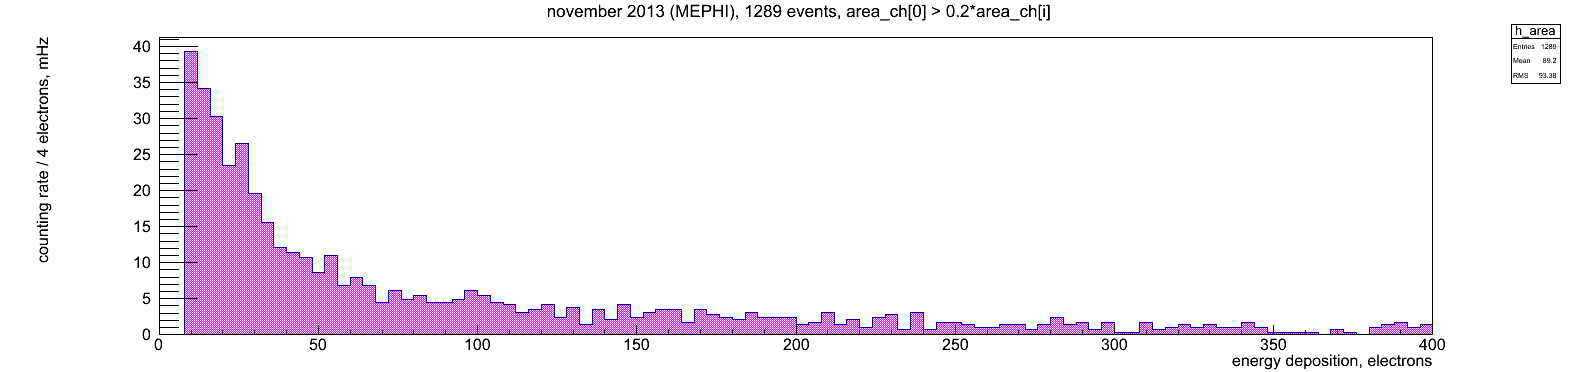 november 2013 (MEPHI), 1289 events, area_ch[0] > 0.2*area_ch[i]
h_area
Entries 1289
Mean 89.2
RMS 93.38
counting rate / 4 electrons, mHz
40
35
30
25
20
15
10
5
0
0 50 100 150 200 250 300 350 400
energy deposition, electrons